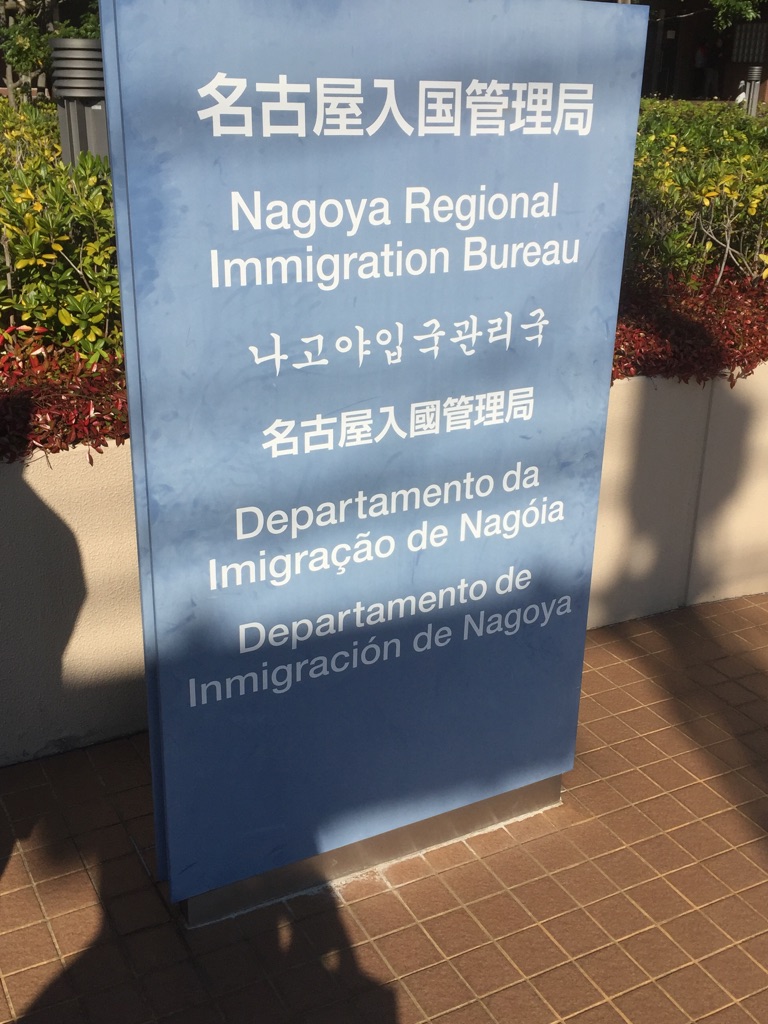 名古屋入国管理局
Nagoya Regional
Immigration Bureau
나고야입국관리국
名古屋入國管理局
Departamento da
Imigração de Nagóia
Departamento de
Inmigración de Nagoya